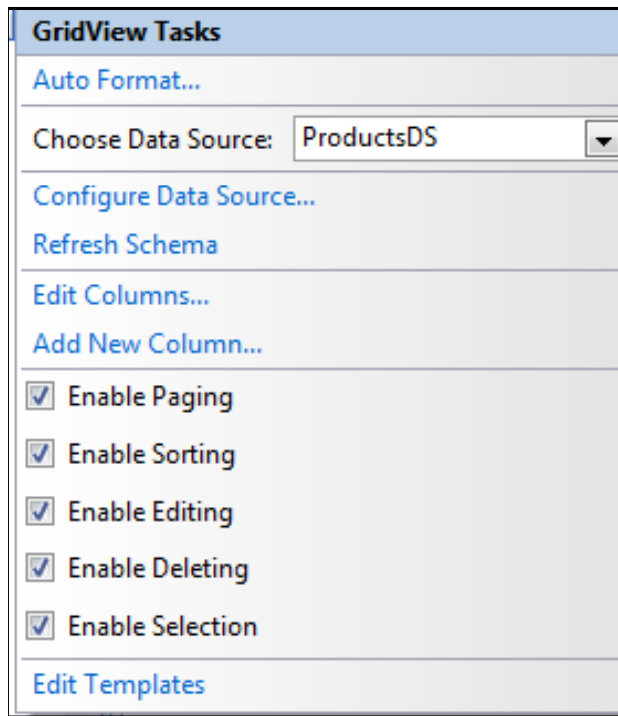 GridView Tasks
Auto Format...
Choose Data Source: ProductsDS
Configure Data Source...
Refresh Schema
Edit Columns...
Add New Column...
Enable Paging
Enable Sorting
Enable Editing
Enable Deleting
Enable Selection
Edit Templates